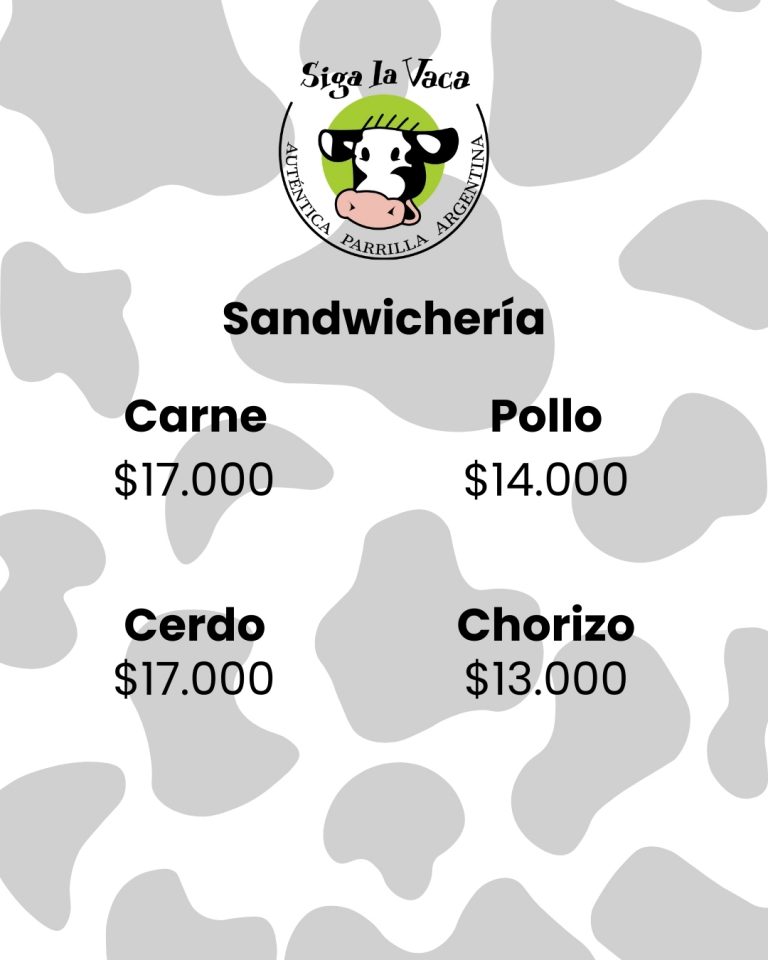 Siga la Vaca
AUTÉNTICA PARRILLA ARGENTINA
Sandwichería
Carne
$17.000
Pollo
$14.000
Cerdo
$17.000
Chorizo
$13.000